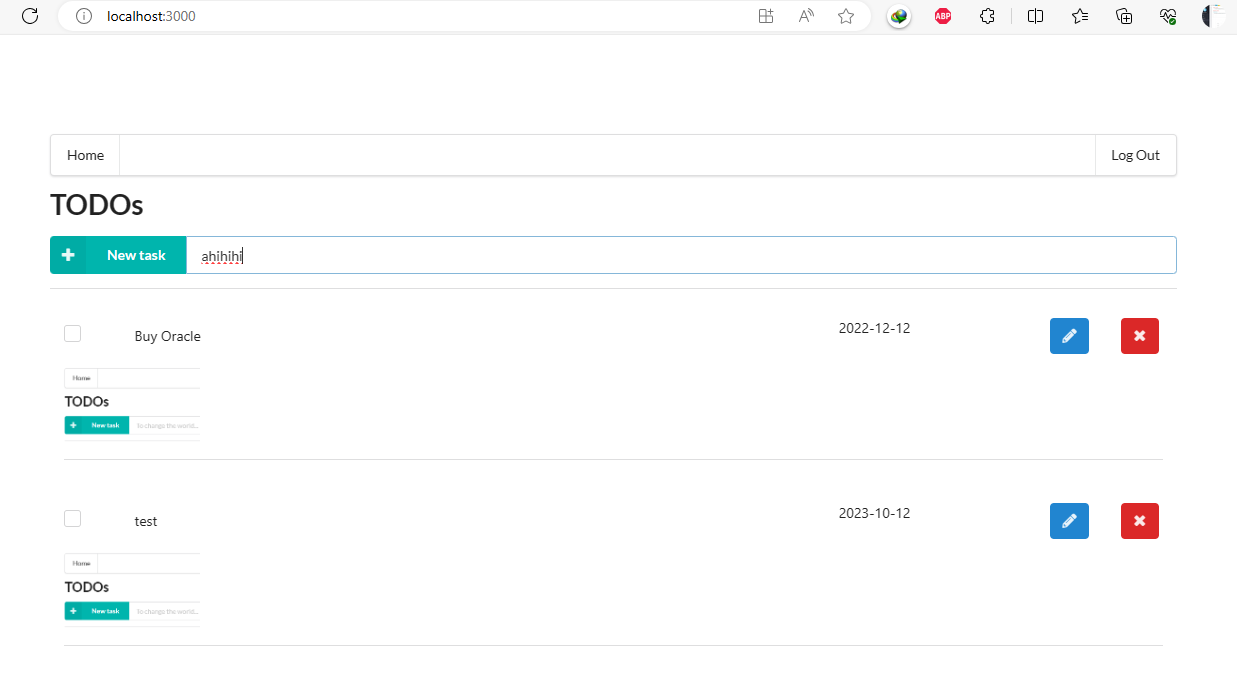 localhost:3000
A
ABP
Home
Log Out
TODOs
New task
ahihihi
Buy Oracle
2022-12-12
Home
TODOs
New task
To change the world...
test
2023-10-12
Home
TODOs
New task
To change the world...